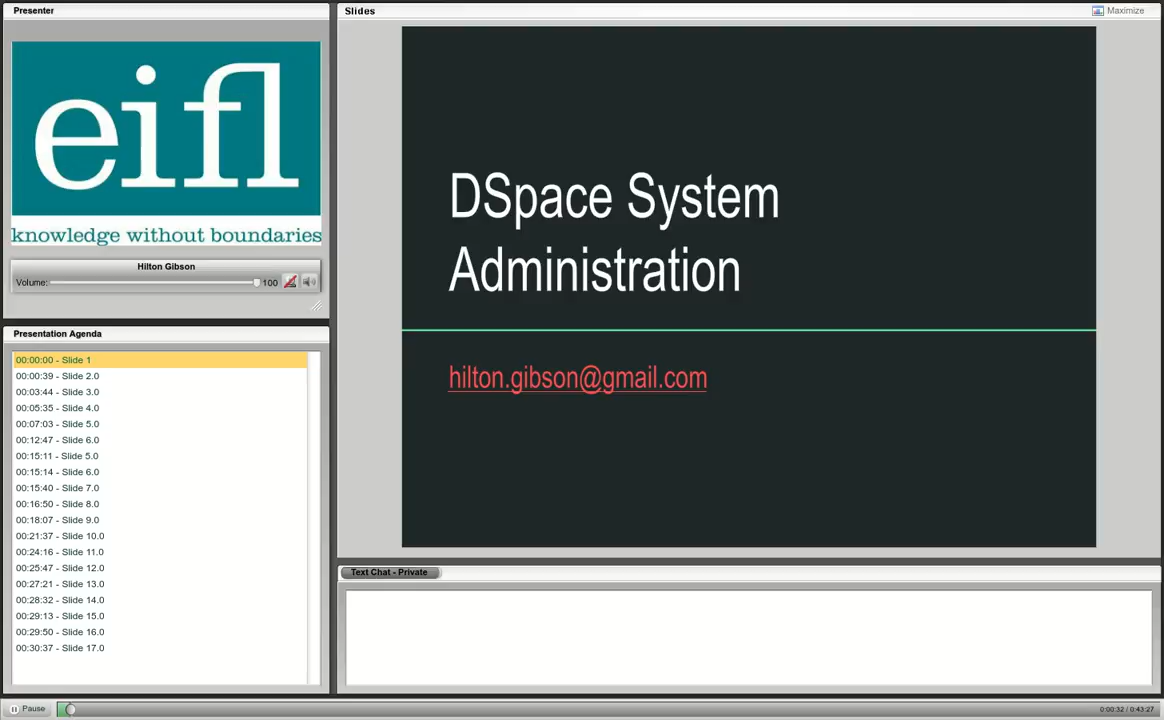 Presenter
eifl
knowledge without boundaries
Hilton Gibson
Volume: 100
Presentation Agenda
00:00:00 - Slide 1
00:00:39 - Slide 2.0
00:03:44 - Slide 3.0
00:05:35 - Slide 4.0
00:07:03 - Slide 5.0
00:12:47 - Slide 6.0
00:15:11 - Slide 5.0
00:15:14 - Slide 6.0
00:15:40 - Slide 7.0
00:16:50 - Slide 8.0
00:18:07 - Slide 9.0
00:21:37 - Slide 10.0
00:24:16 - Slide 11.0
00:25:47 - Slide 12.0
00:27:21 - Slide 13.0
00:28:32 - Slide 14.0
00:29:13 - Slide 15.0
00:29:50 - Slide 16.0
00:30:37 - Slide 17.0
Slides
Maximize
DSpace System
Administration
hilton.gibson@gmail.com
Text Chat - Private
Pause
0:00:32 / 0:43:27